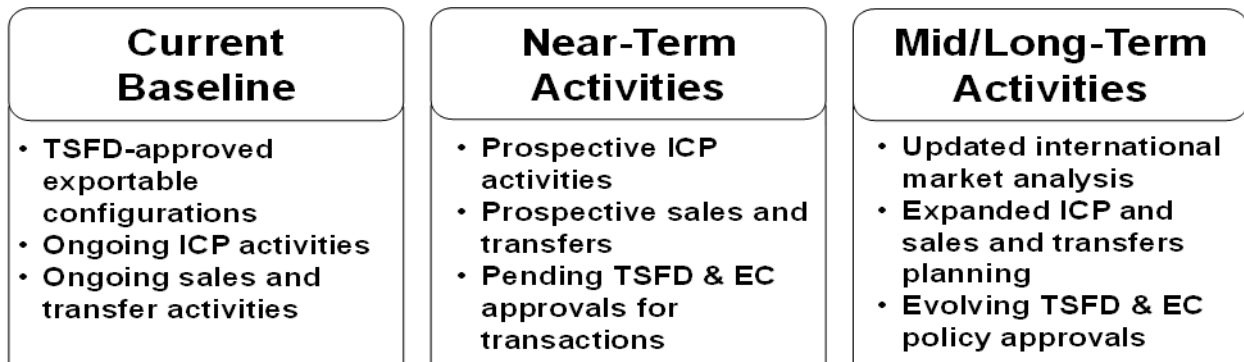 Current
Baseline
• TSFD-approved
exportable
configurations
• Ongoing ICP activities
• Ongoing sales and
transfer activities
Near-Term
Activities
• Prospective ICP
activities
• Prospective sales and
transfers
• Pending TSFD & EC
approvals for
transactions
Mid/Long-Term
Activities
• Updated international
market analysis
• Expanded ICP and
sales and transfers
planning
• Evolving TSFD & EC
policy approvals